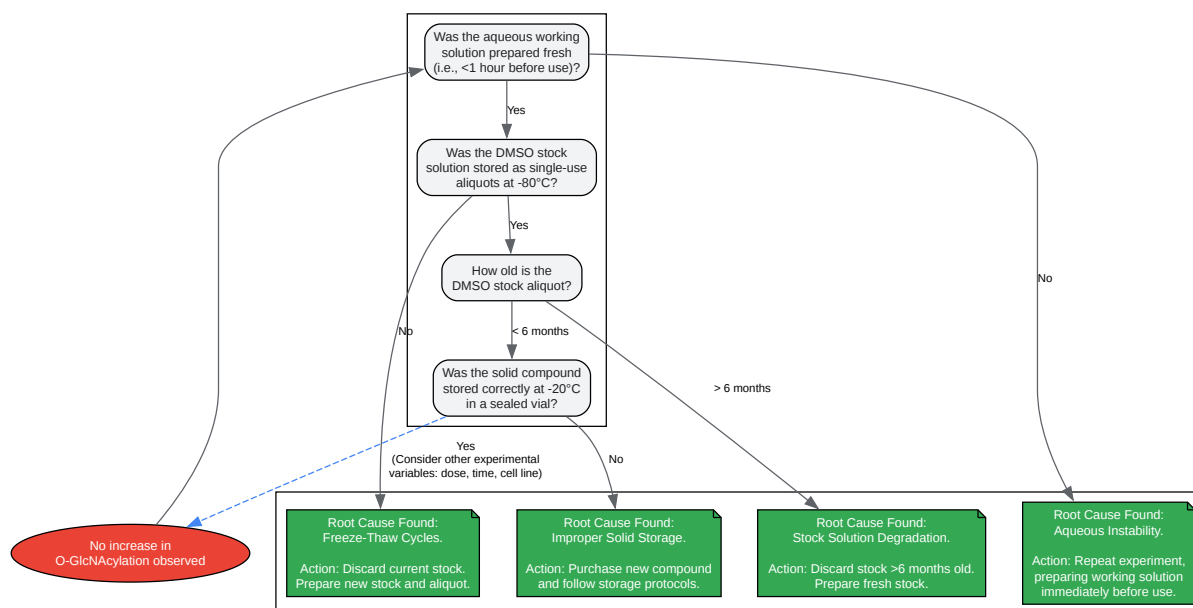 Was the aqueous working
solution prepared fresh
(i.e., <1 hour before use)?
Yes
Was the DMSO stock
solution stored as single-use
aliquots at -80°C?
Yes
How old is the
DMSO stock aliquot?
No
No
< 6 months
Was the solid compound
stored correctly at -20°C
in a sealed vial?
> 6 months
Yes
(Consider other experimental
variables: dose, time, cell line)
No
No increase in
O-GlcNAcylation observed
Root Cause Found:
Freeze-Thaw Cycles.
Action: Discard current stock.
Prepare new stock and aliquot.
Root Cause Found:
Improper Solid Storage.
Action: Purchase new compound
and follow storage protocols.
Root Cause Found:
Stock Solution Degradation.
Action: Discard stock >6 months old.
Prepare fresh stock.
Root Cause Found:
Aqueous Instability.
Action: Repeat experiment,
preparing working solution
immediately before use.